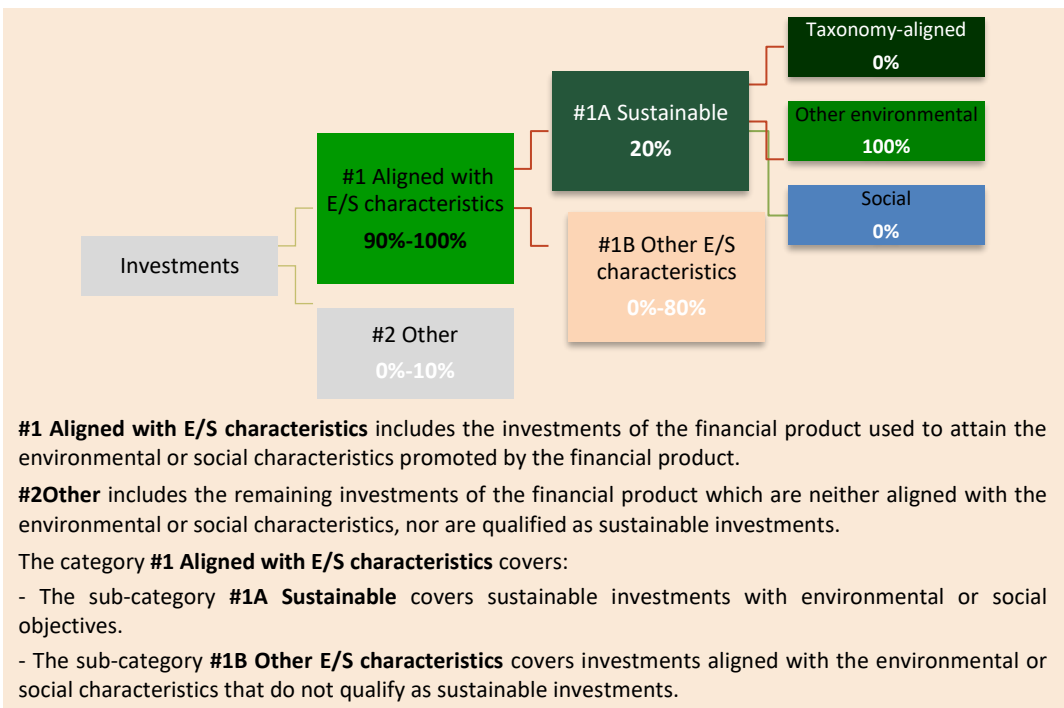 Taxonomy-aligned
0%
#1A Sustainable
20%
Other environmental
100%
#1 Aligned with
E/S characteristics
90%-100%
Social
0%
#1B Other E/S
characteristics
0%-80%
Investments
#2 Other
0%-10%
#1 Aligned with E/S characteristics includes the investments of the financial product used to attain the
environmental or social characteristics promoted by the financial product.
#2Other includes the remaining investments of the financial product which are neither aligned with the
environmental or social characteristics, nor are qualified as sustainable investments.
The category #1 Aligned with E/S characteristics covers:
- The sub-category #1A Sustainable covers sustainable investments with environmental or social
objectives.
- The sub-category #1B Other E/S characteristics covers investments aligned with the environmental or
social characteristics that do not qualify as sustainable investments.